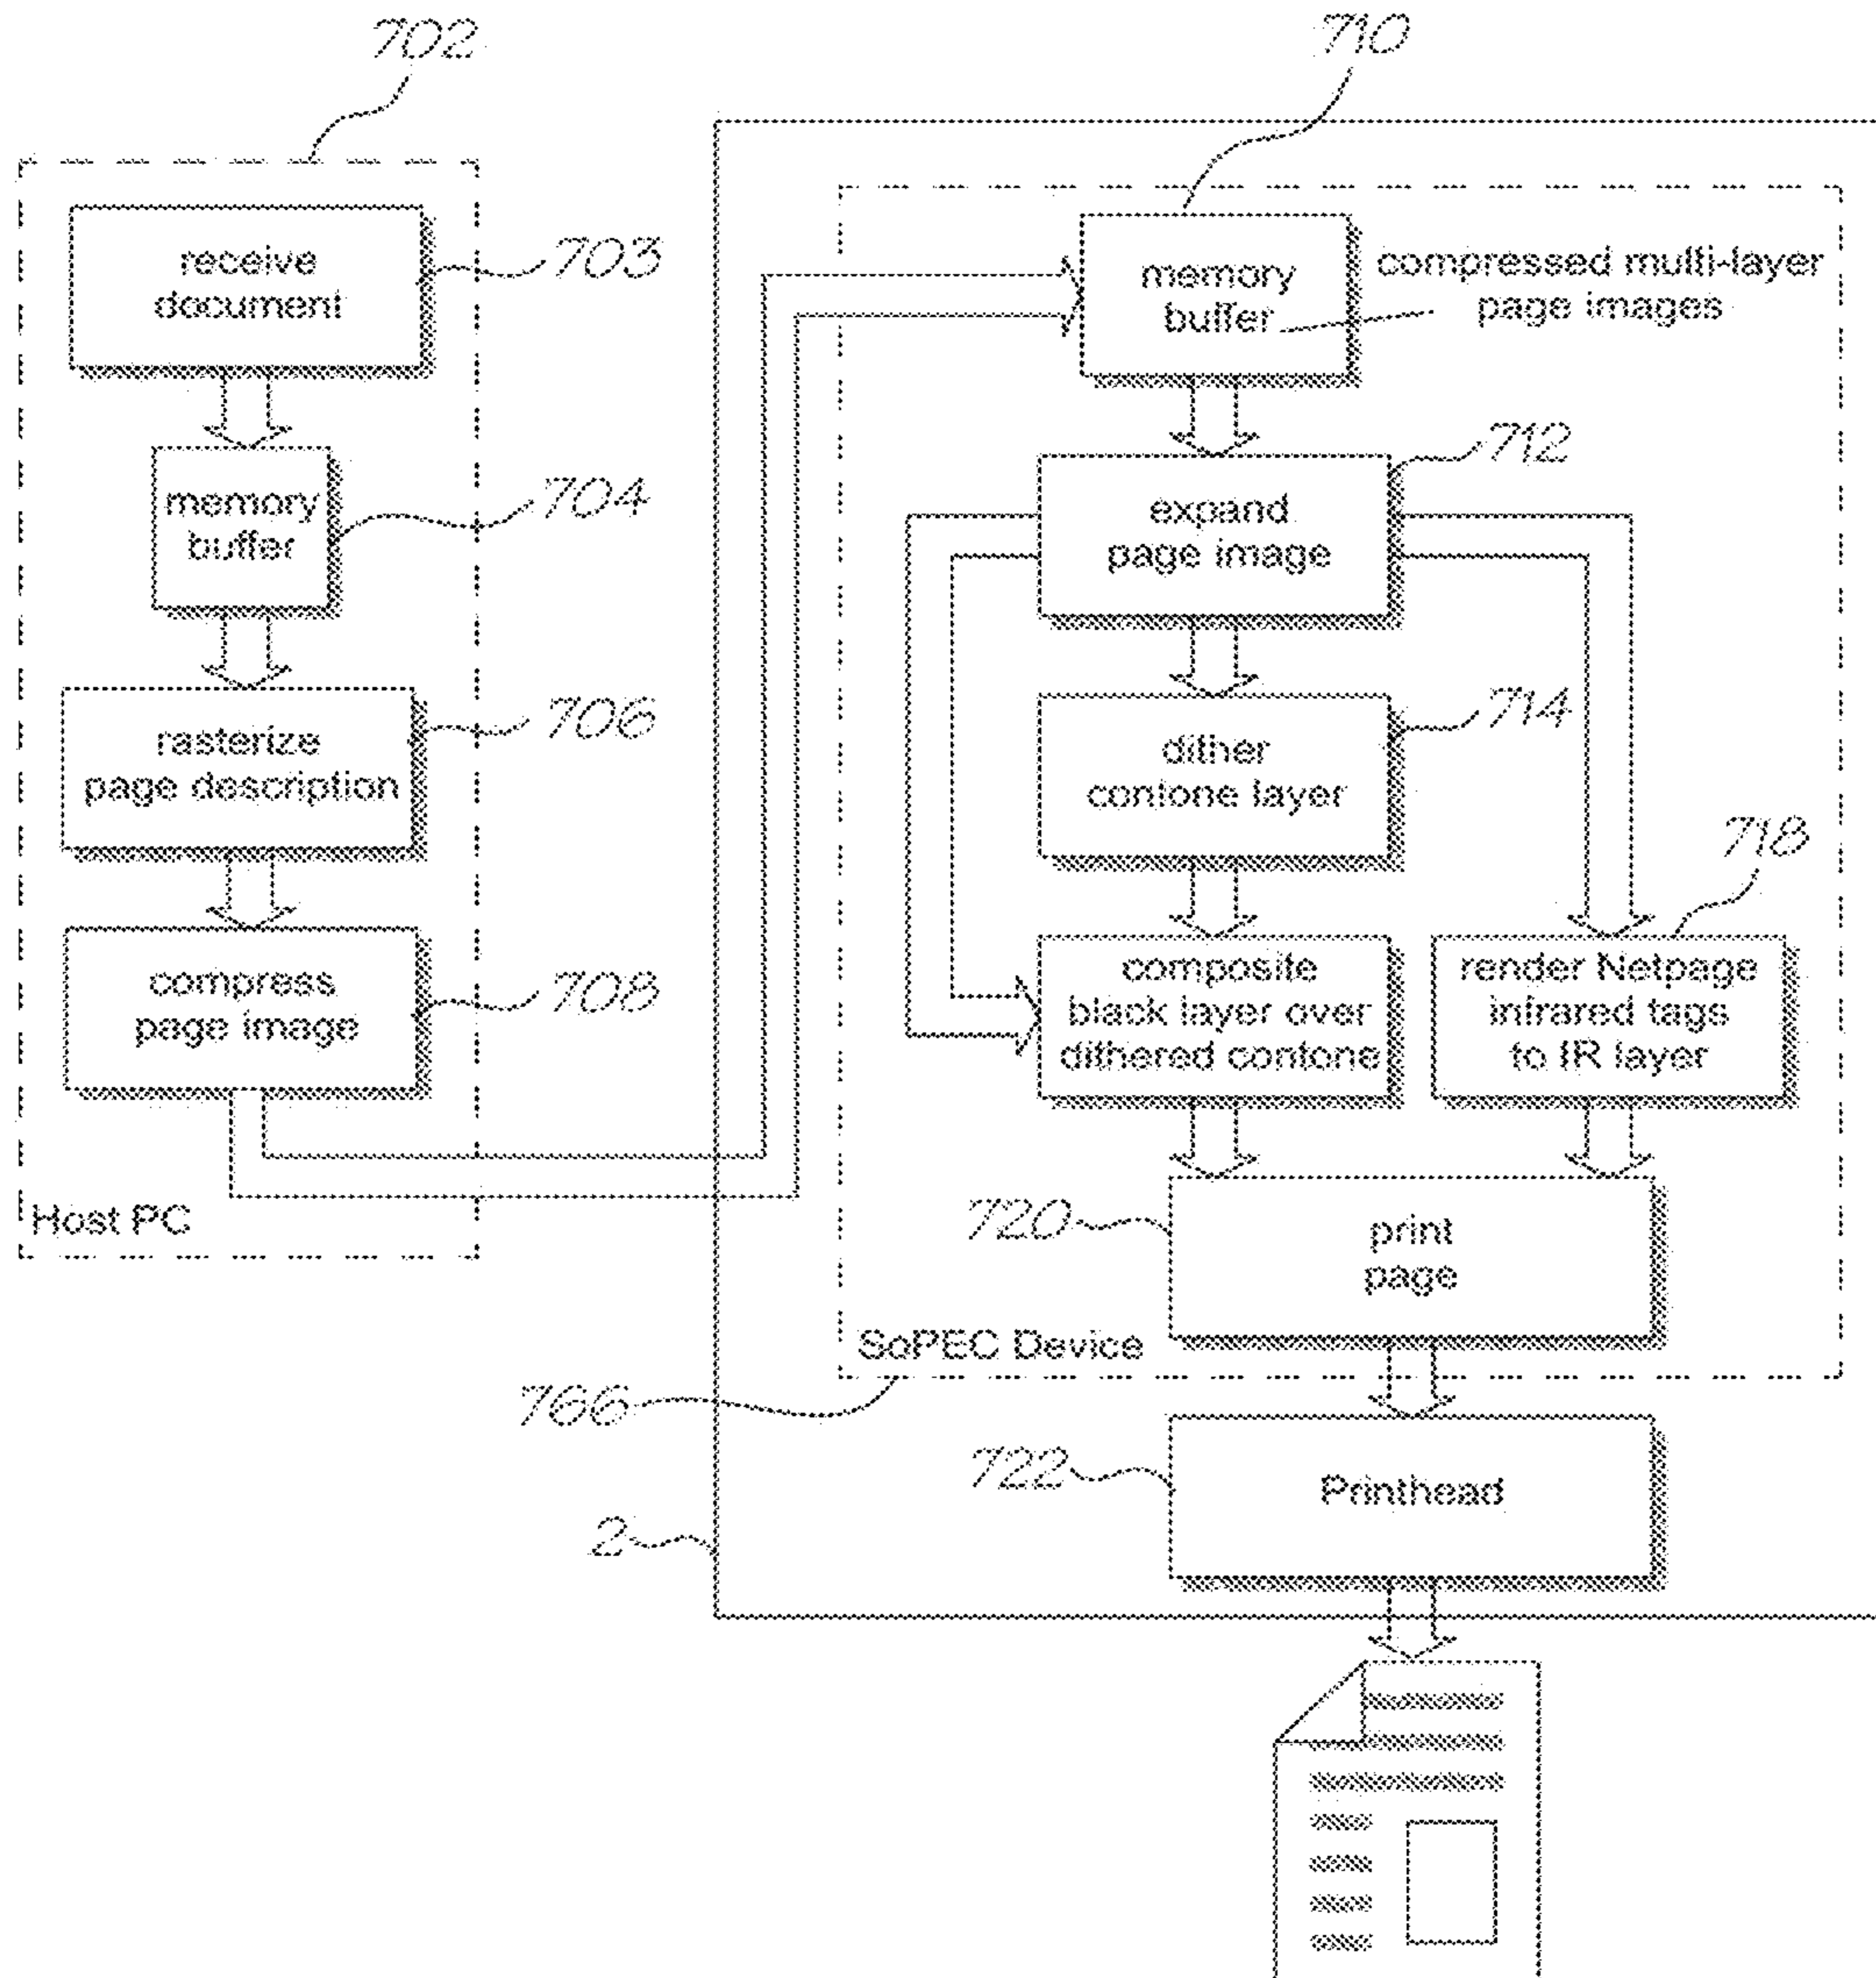 702
receive
document
703
memory
buffer
704
rasterize
page description
706
compress
page image
708
Host PC
710
memory
buffer
compressed multi-layer
page images
expand
page image
712
dither
contone layer
714
composite
black layer over
dithered contone
718
render Netpage
infrared tags
to IR layer
720
print
page
SoPEC Device
766
722
Printhead
2